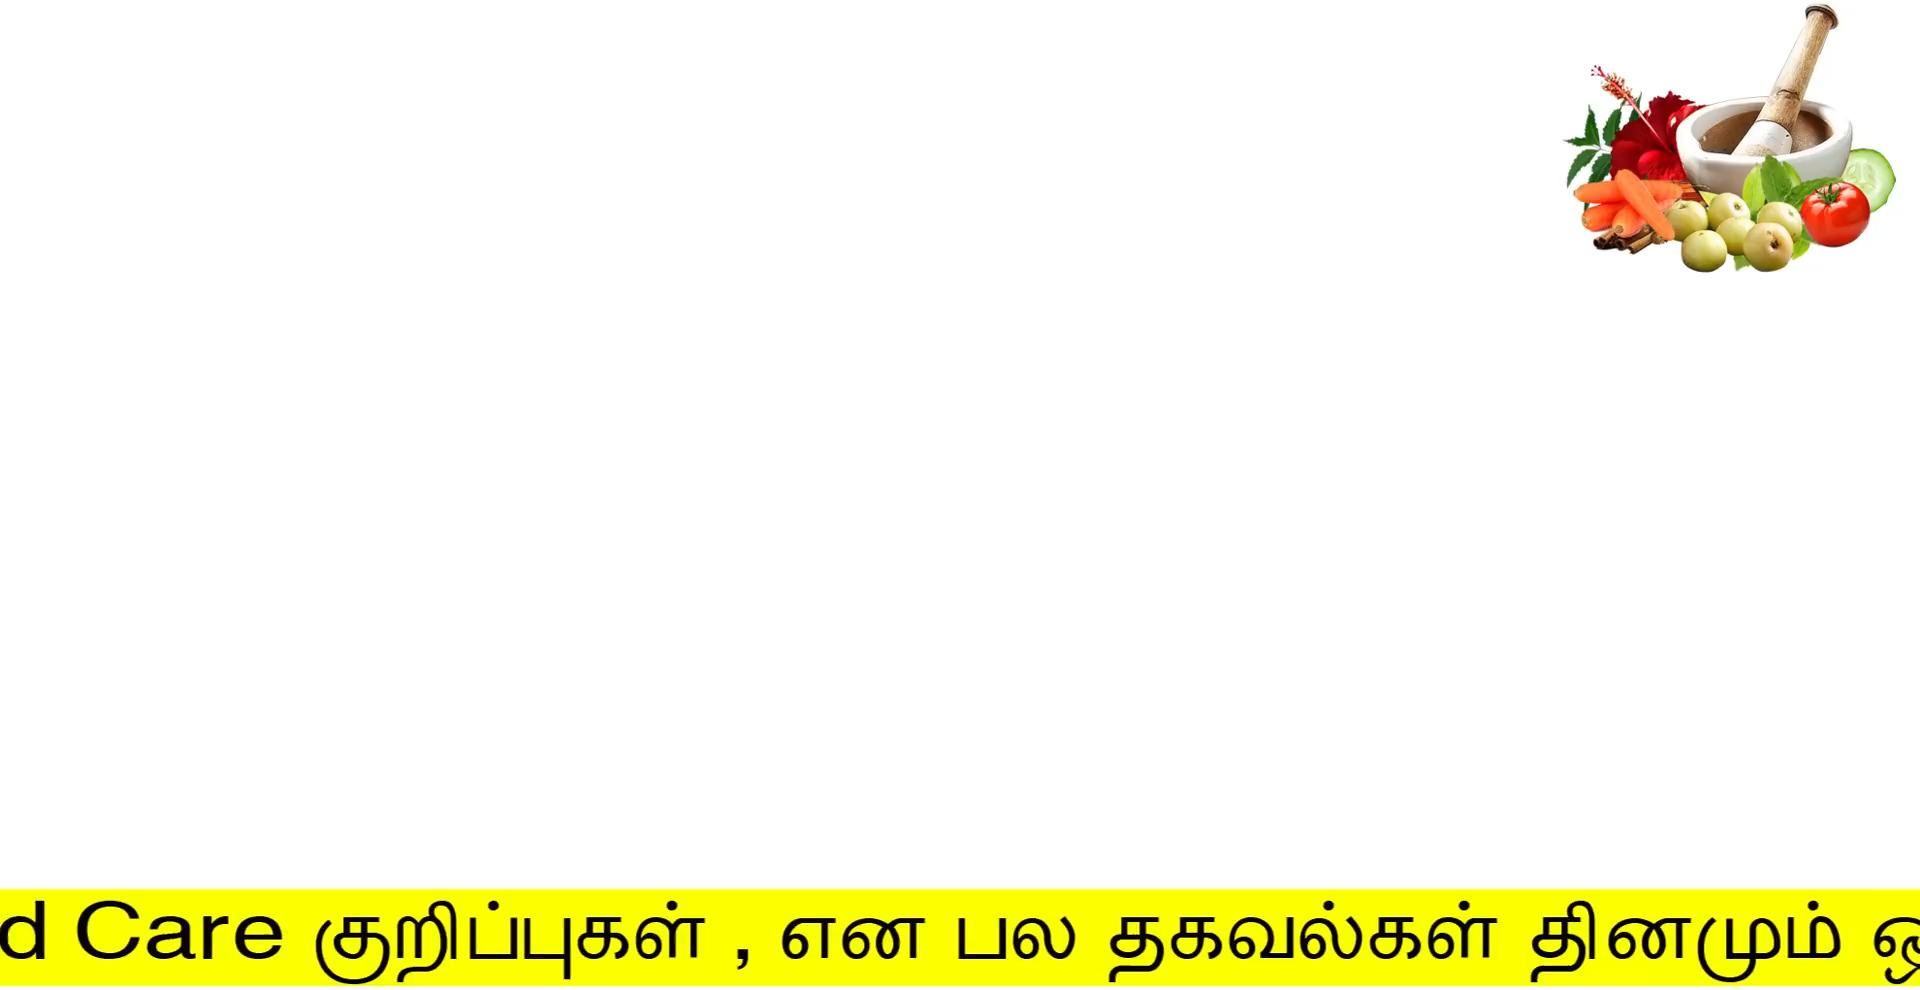 d Care குறிப்புகள் , என பல தகவல்கள் தினமும் ஒ